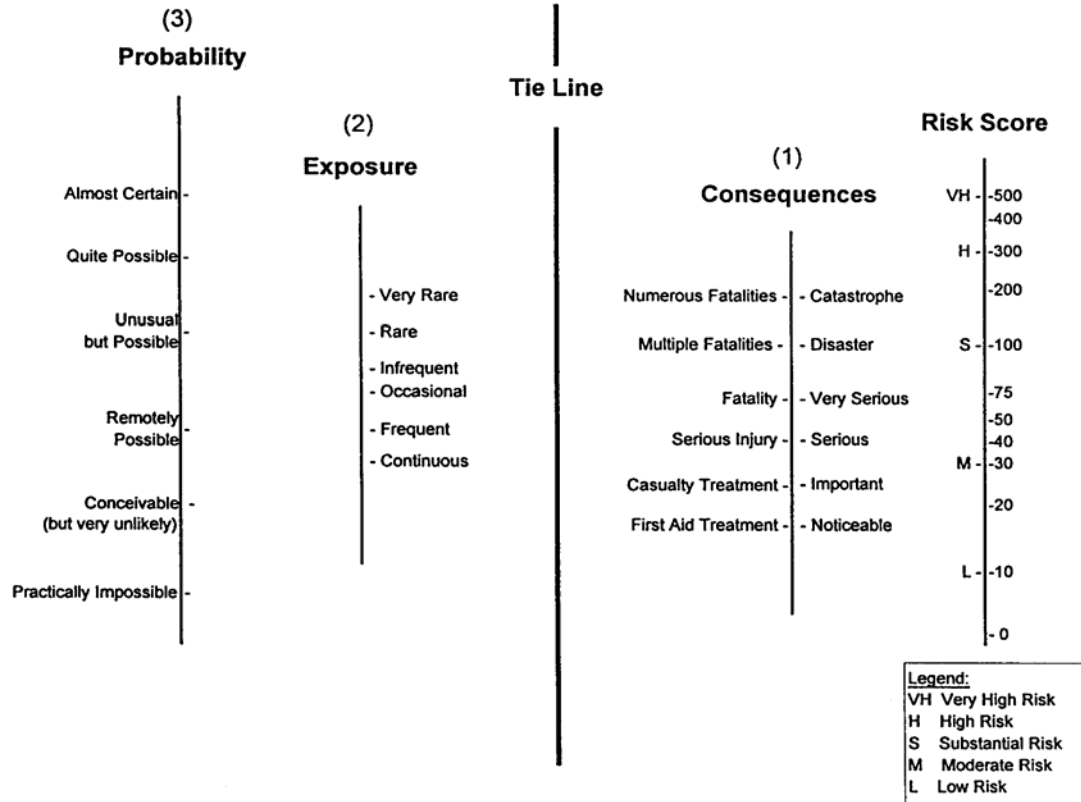 (3)
Probability
Almost Certain -
Quite Possible -
Unusual
but Possible -
Remotely
Possible -
Conceivable -
(but very unlikely)
Practically Impossible -
(2)
Exposure
- Very Rare
- Rare
- Infrequent
- Occasional
- Frequent
- Continuous
Tie Line
(1)
Consequences
Numerous Fatalities - - Catastrophe
Multiple Fatalities - - Disaster
Fatality - - Very Serious
Serious Injury - - Serious
Casualty Treatment - - Important
First Aid Treatment - - Noticeable
Risk Score
VH - -500
-400
H - -300
-200
S - -100
-75
-50
-40
M - -30
-20
L - -10
- 0
Legend:
VH Very High Risk
H High Risk
S Substantial Risk
M Moderate Risk
L Low Risk